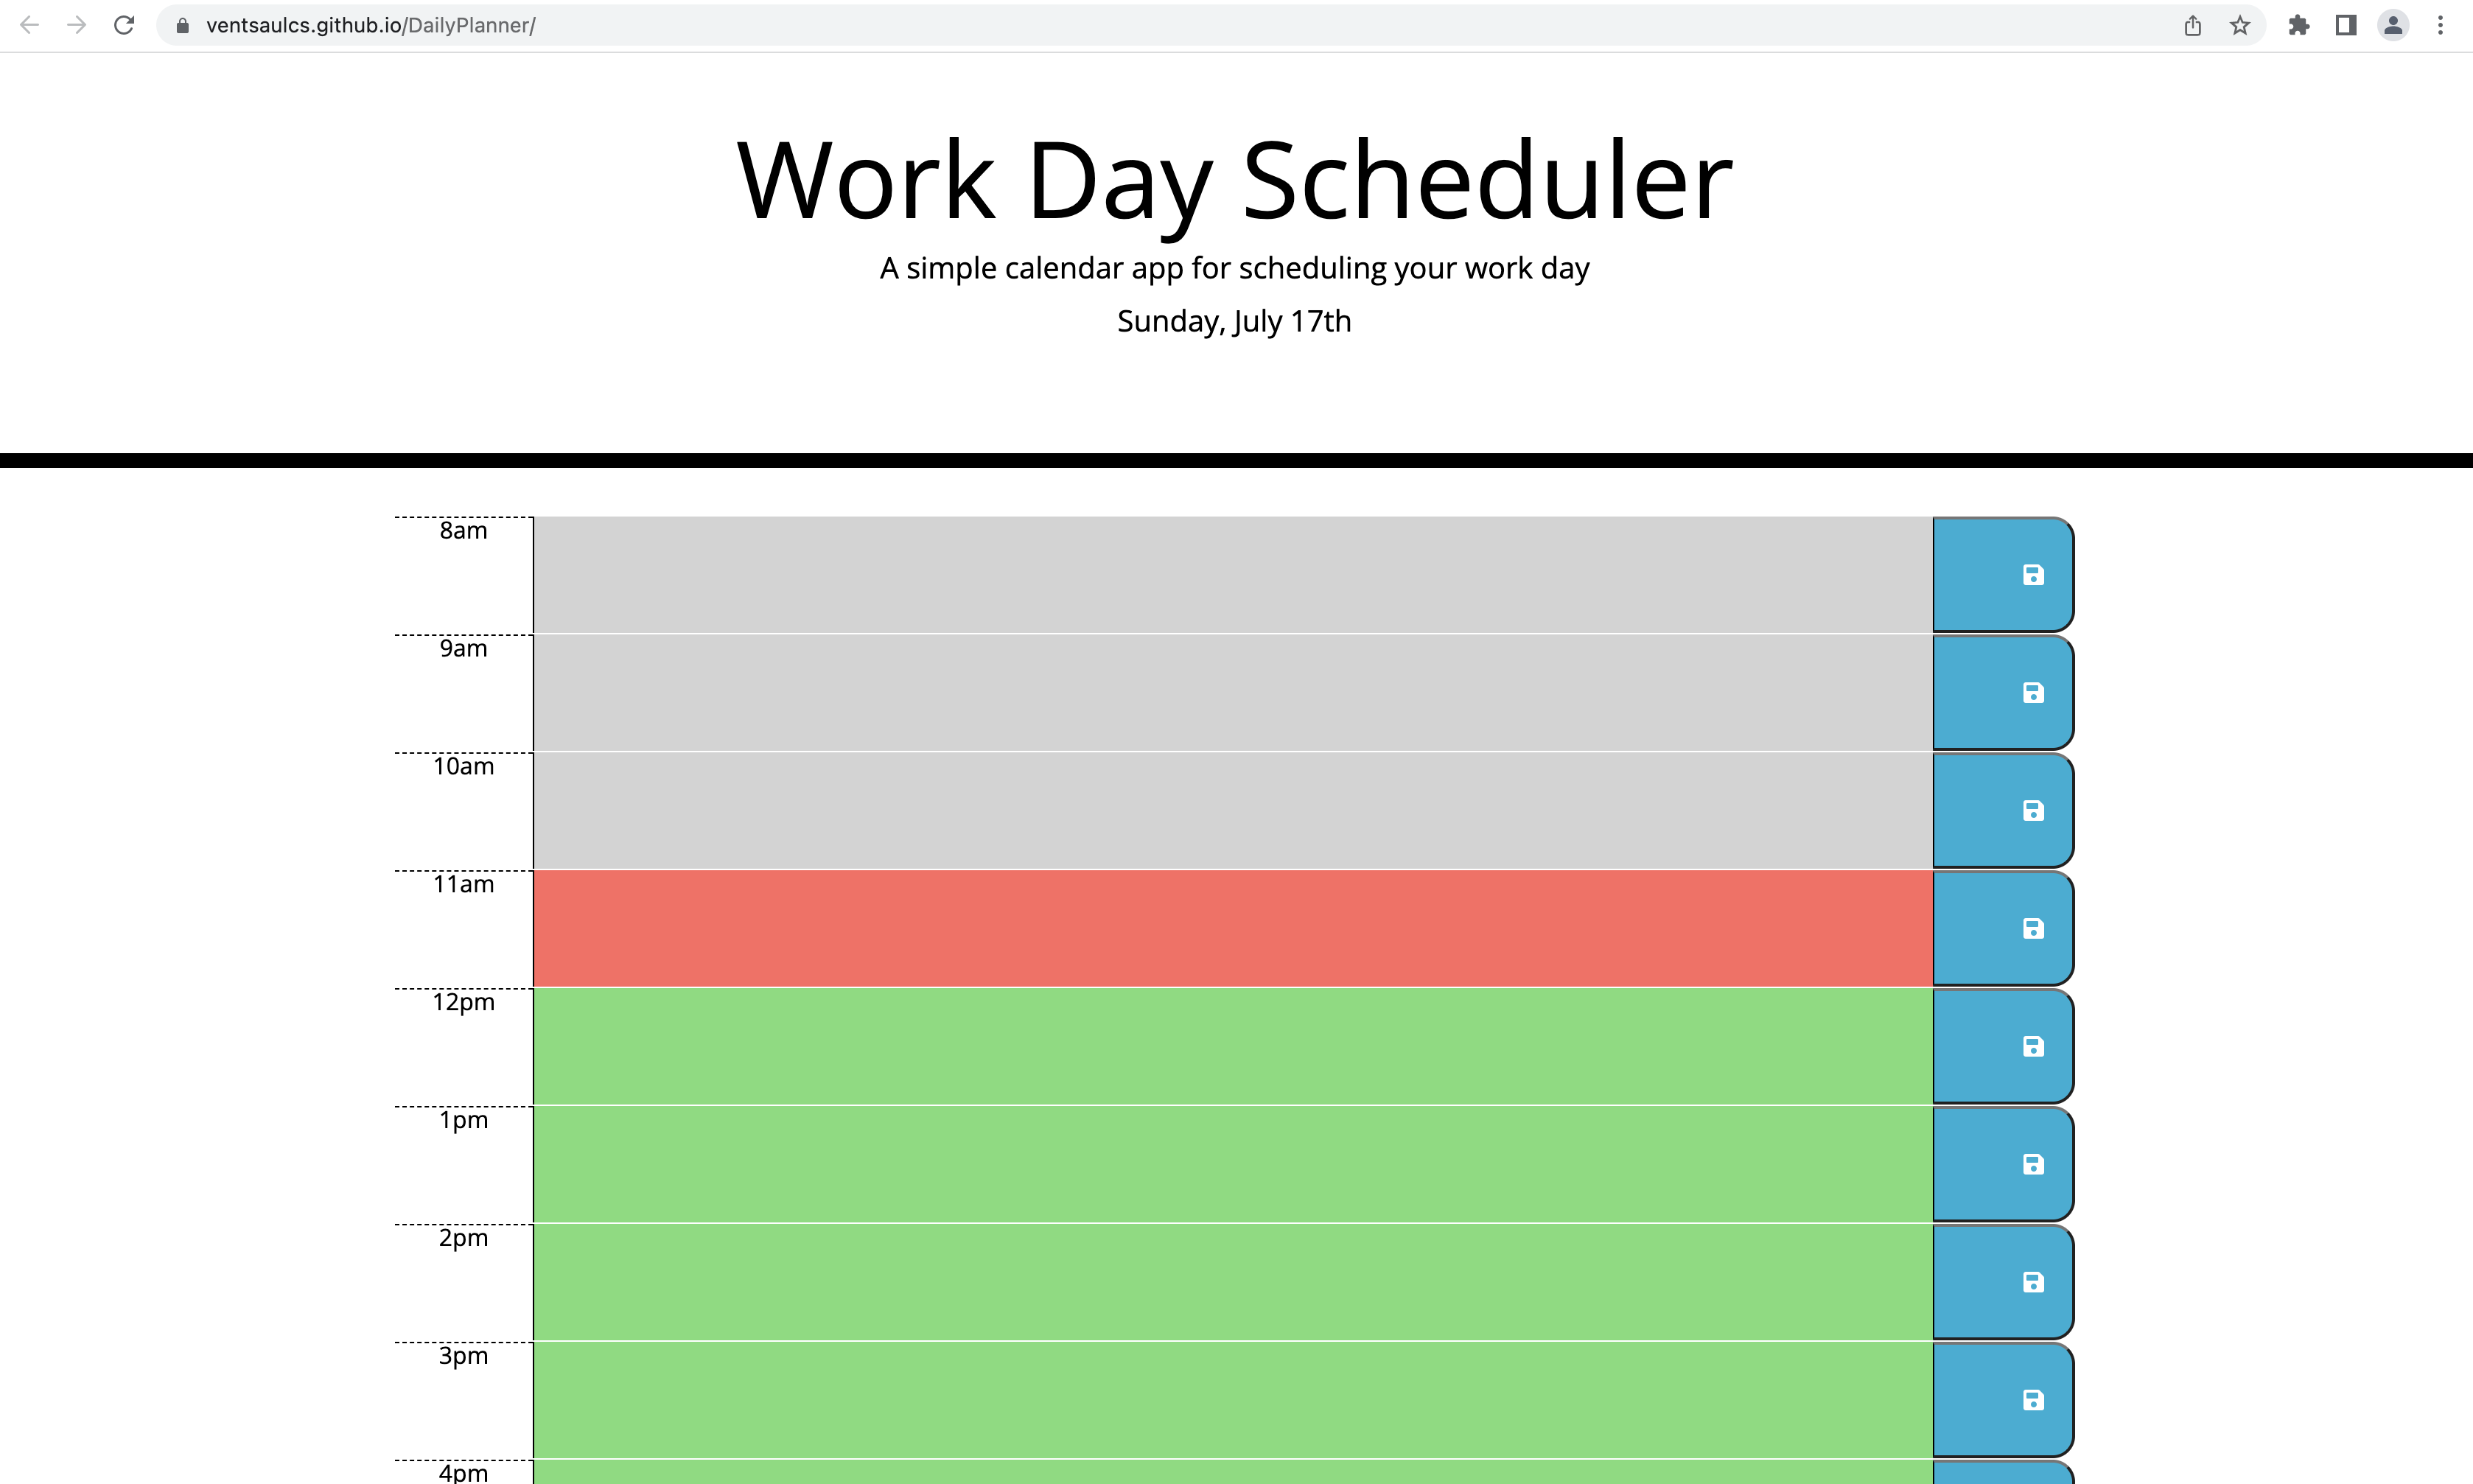 ventsaulcs.github.io/DailyPlanner/
Work Day Scheduler
A simple calendar app for scheduling your work day
Sunday, July 17th
8am
9am
10am
11am
12pm
1pm
2pm
3pm
4pm